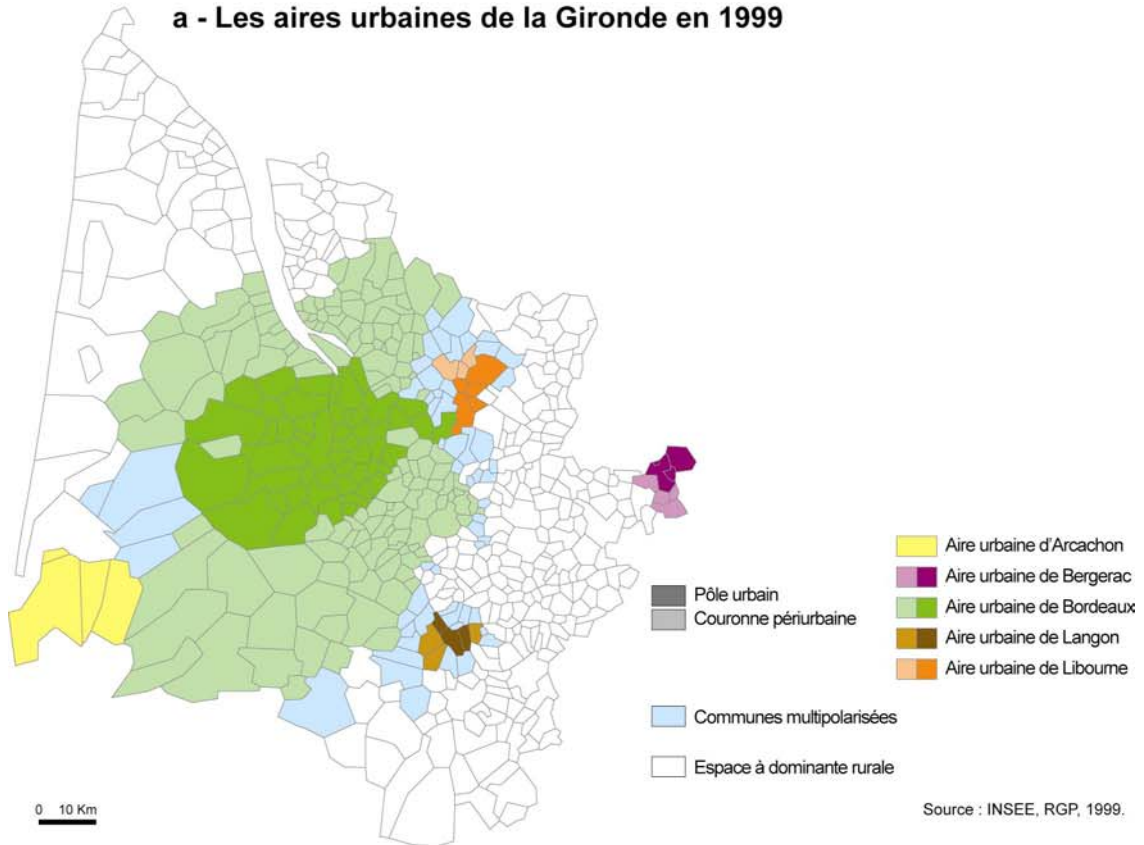 a - Les aires urbaines de la Gironde en 1999
Pôle urbain
Couronne périurbaine
Communes multipolarisées
Espace à dominante rurale
Aire urbaine d'Arcachon
Aire urbaine de Bergerac
Aire urbaine de Bordeaux
Aire urbaine de Langon
Aire urbaine de Libourne
0 10 Km
Source : INSEE, RGP, 1999.